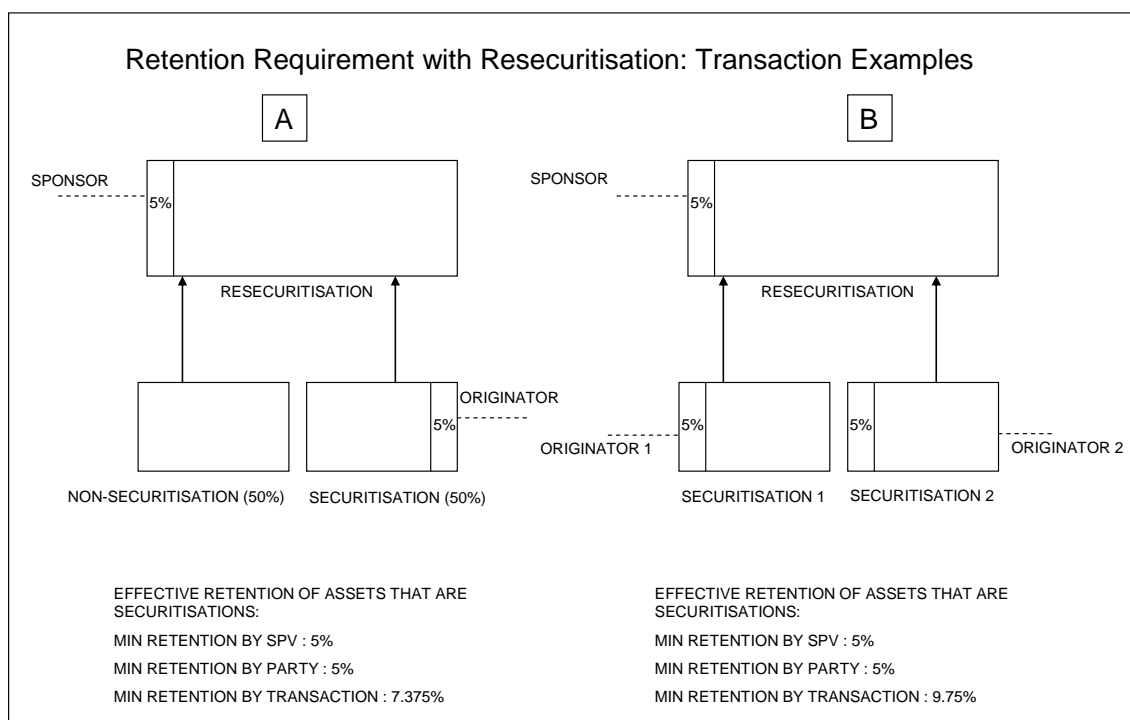 Retention Requirement with Resecuritisation: Transaction Examples
A
SPONSOR
5%
RESECURITISATION
ORIGINATOR
5%
NON-SECURITISATION (50%)
SECURITISATION (50%)
EFFECTIVE RETENTION OF ASSETS THAT ARE
SECURITISATIONS:
MIN RETENTION BY SPV : 5%
MIN RETENTION BY PARTY : 5%
MIN RETENTION BY TRANSACTION : 7.375%
B
SPONSOR
5%
RESECURITISATION
5%
5%
ORIGINATOR 1
ORIGINATOR 2
SECURITISATION 1
SECURITISATION 2
EFFECTIVE RETENTION OF ASSETS THAT ARE
SECURITISATIONS:
MIN RETENTION BY SPV : 5%
MIN RETENTION BY PARTY : 5%
MIN RETENTION BY TRANSACTION : 9.75%